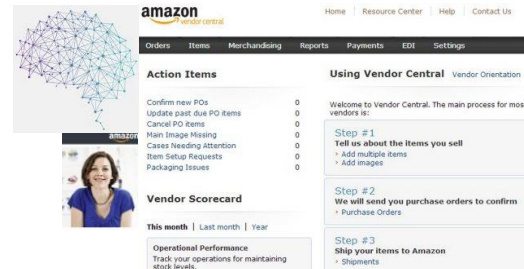 amazon
vendor central
Home Resource Center Help Contact Us
Orders Items Merchandising Reports Payments EDI Settings
Action Items
Confirm new POs 0
Update past due PO items 0
Cancel PO items 0
Main Image Missing 0
Cases Needing Attention 0
Item Setup Requests 0
Packaging Issues 0
Vendor Scorecard
This month | Last month | Year
Operational Performance
Track your operations for maintaining
stock levels.
Using Vendor Central Vendor Orientation
Welcome to Vendor Central. The main process for mos
vendors is:
Step #1
Tell us about the items you sell
Add multiple items
Add images
Step #2
We will send you purchase orders to confirm
Purchase Orders
Step #3
Ship your items to Amazon
Shipments
amazon